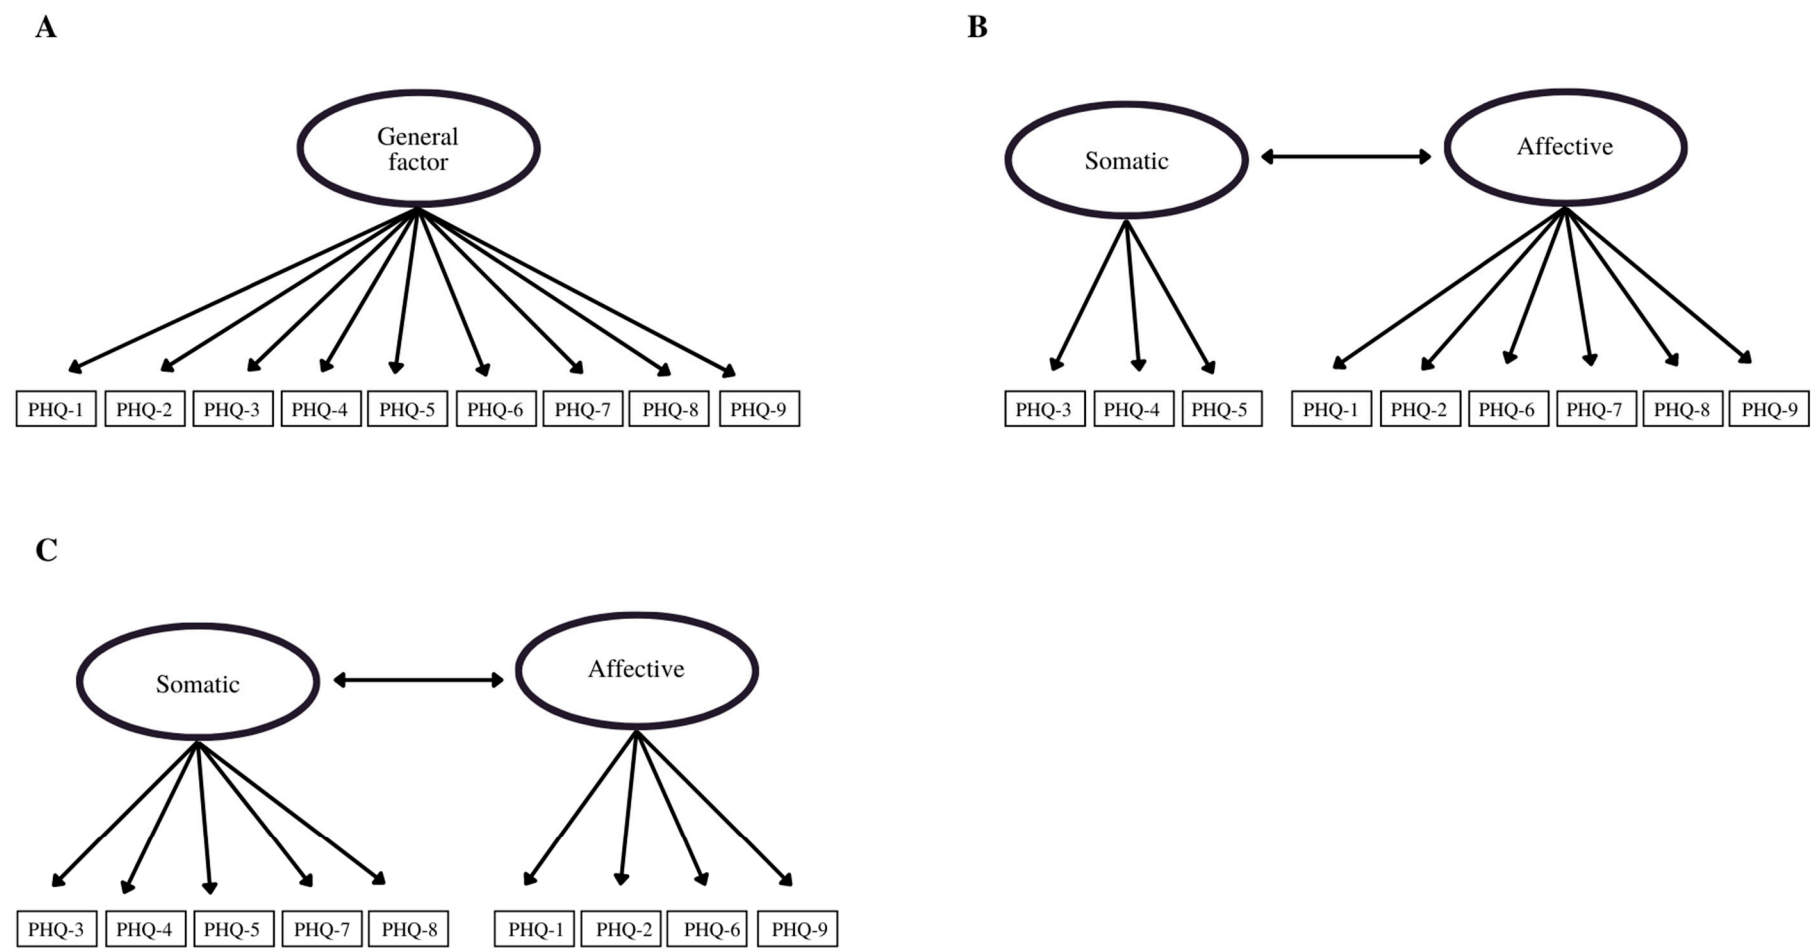 A
General
factor
PHQ-1 PHQ-2 PHQ-3 PHQ-4 PHQ-5 PHQ-6 PHQ-7 PHQ-8 PHQ-9
B
Somatic
Affective
PHQ-3 PHQ-4 PHQ-5 PHQ-1 PHQ-2 PHQ-6 PHQ-7 PHQ-8 PHQ-9
C
Somatic
Affective
PHQ-3 PHQ-4 PHQ-5 PHQ-7 PHQ-8 PHQ-1 PHQ-2 PHQ-6 PHQ-9